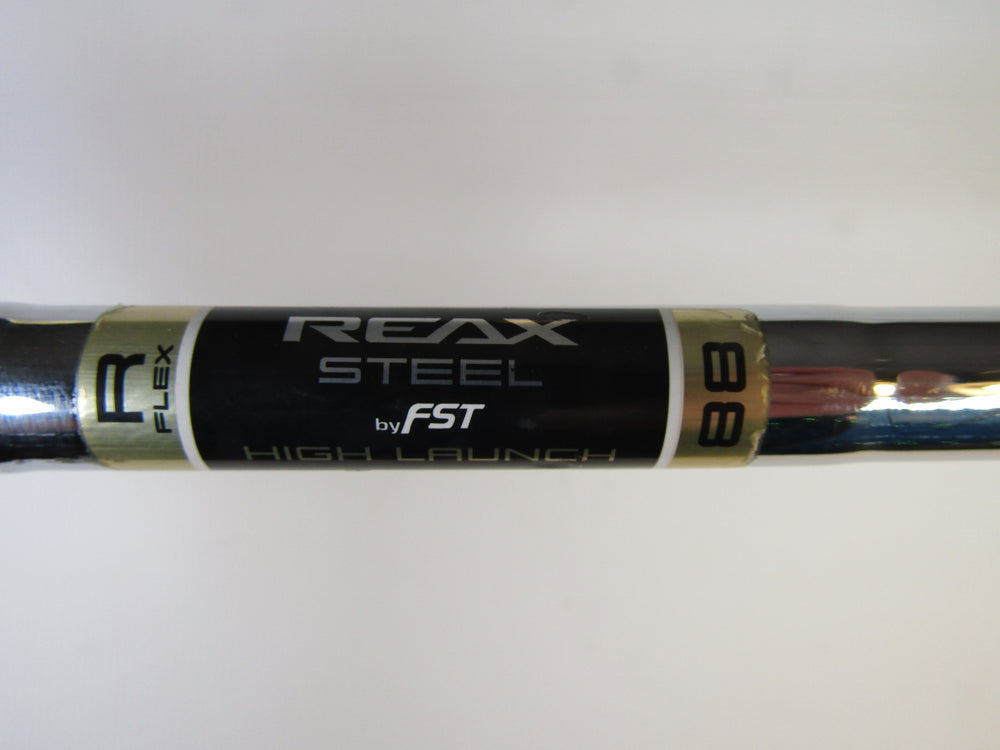 R
FLEX
REAX
STEEL
by FST
HIGH LAUNCH
88